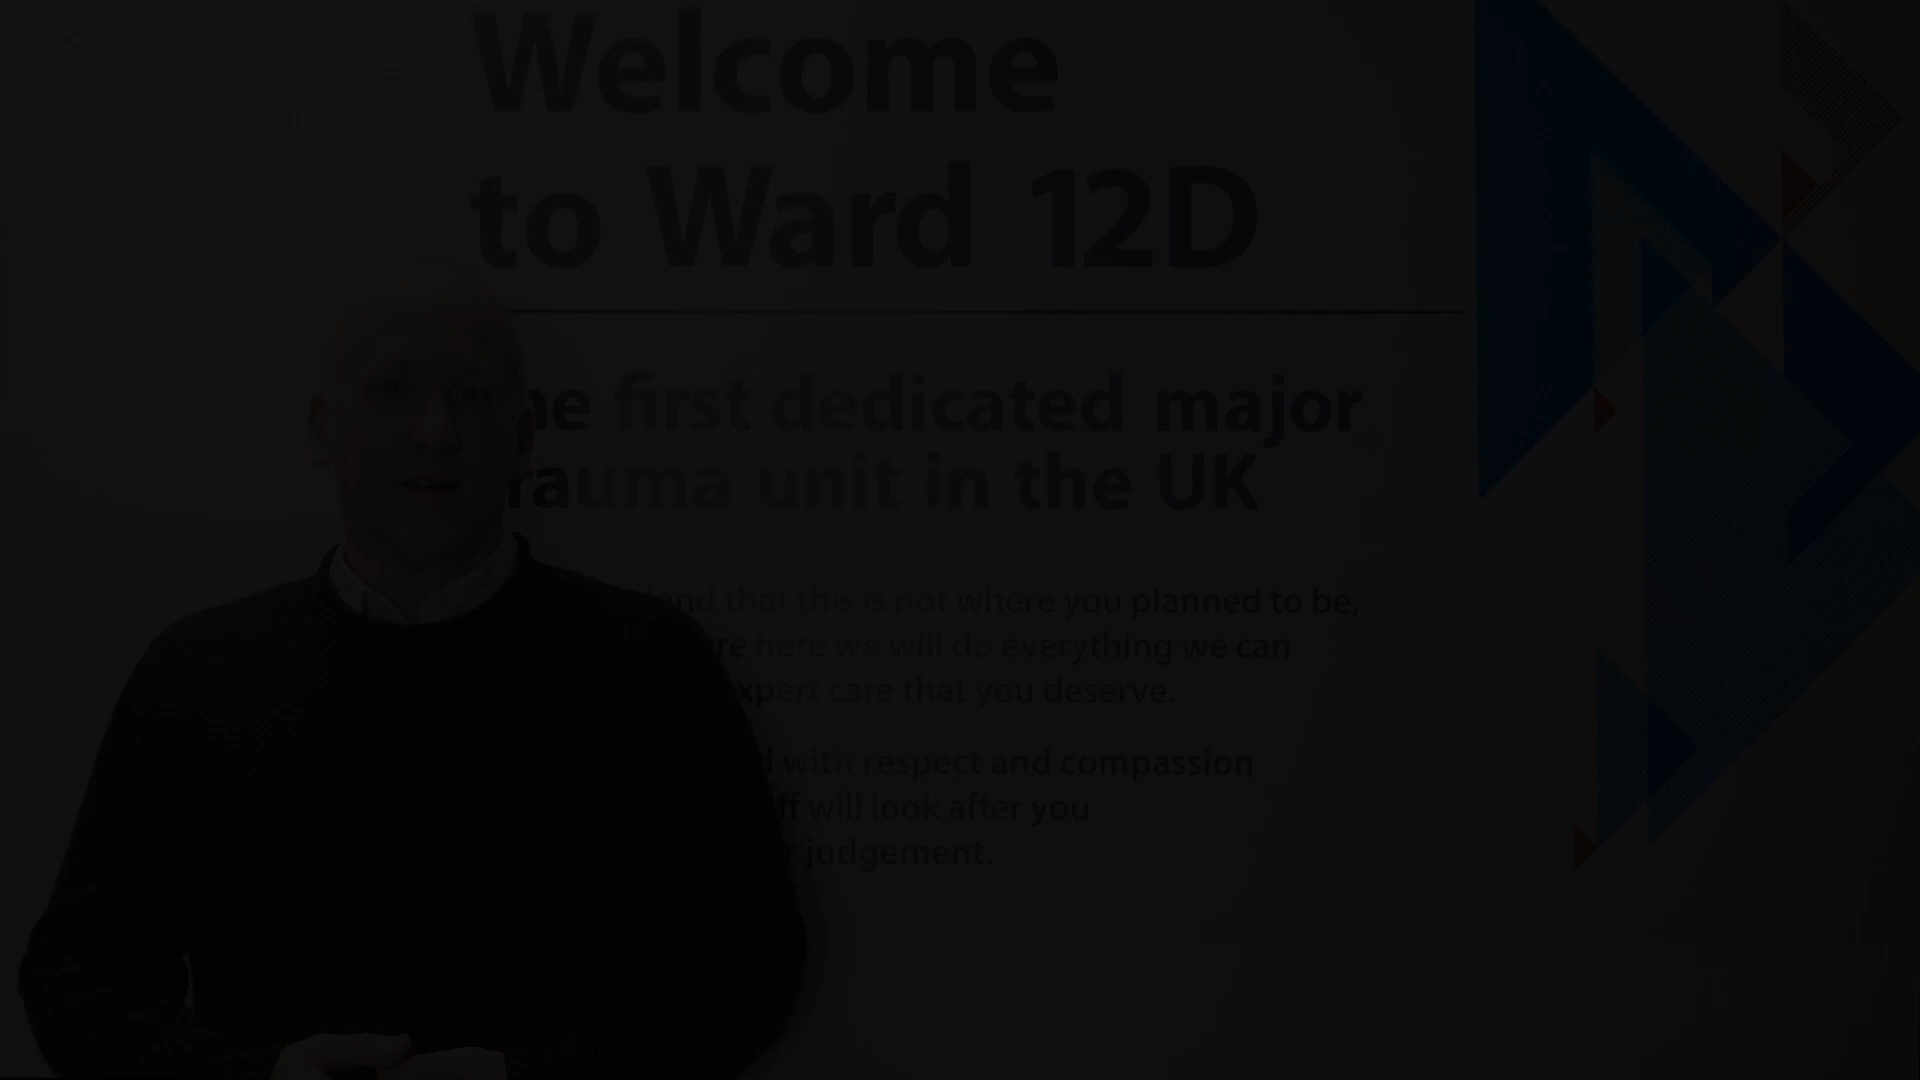 Welcome
to Ward 12D
he first dedicated major
rauma unit in the UK
and that this is not where you planned to be,
re here we will do everything we can
xpert care that you deserve.
d with respect and compassion
ff will look after you
r judgement.